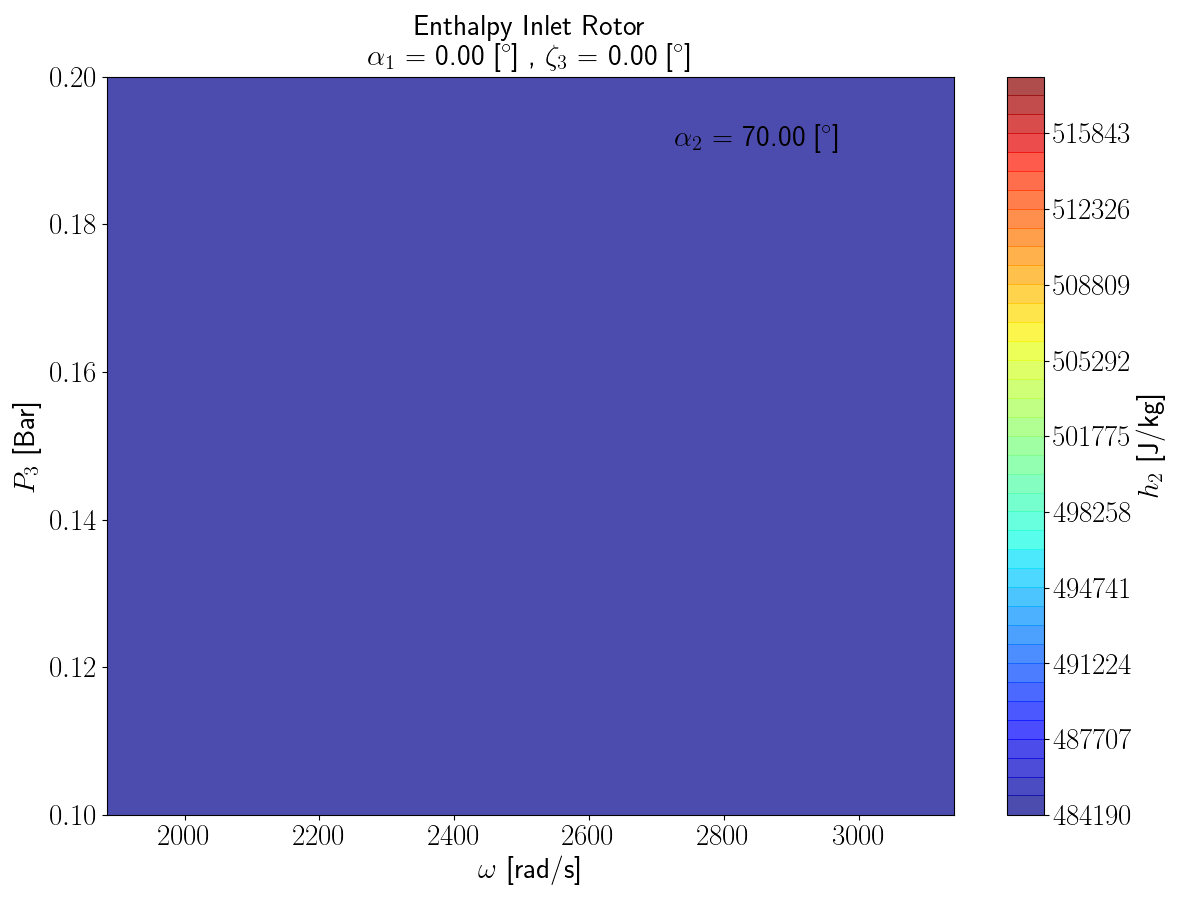 Enthalpy Inlet Rotor
α₁ = 0.00 [°] , ζ₃ = 0.00 [°]
α₂ = 70.00 [°]
P₃ [Bar]
0.20
0.18
0.16
0.14
0.12
0.10
2000 2200 2400 2600 2800 3000
ω [rad/s]
515843
512326
508809
505292
501775
498258
494741
491224
487707
484190
h₂ [J/kg]